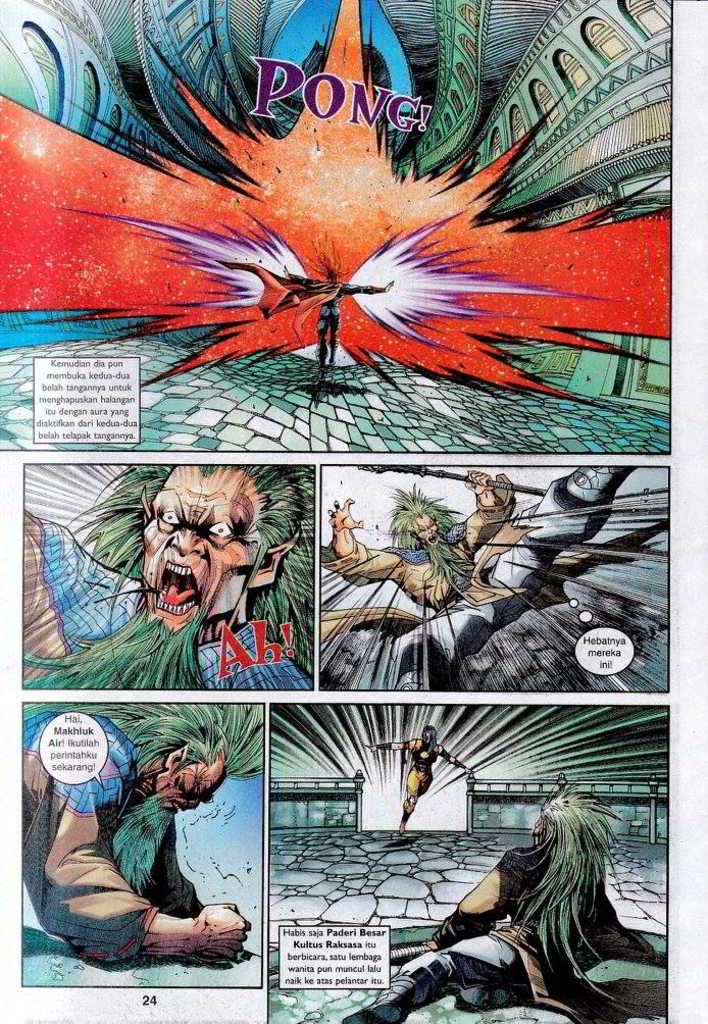 PONG!
Kemudian dia pun
membuka kedua-dua
belah tangannya untuk
menghapuskan halangan
itu dengan aura yang
diaktifkan dari kedua-dua
belah telapak tangannya.
Ah!
Hebatnya
mereka
ini!
Hai,
Makhluk
Air! Ikutilah
perintahku
sekarang!
Habis saja Paderi Besar
Kultus Raksasa itu
berbicara, satu lembaga
wanita pun muncul lalu
naik ke atas pelantar itu.
24